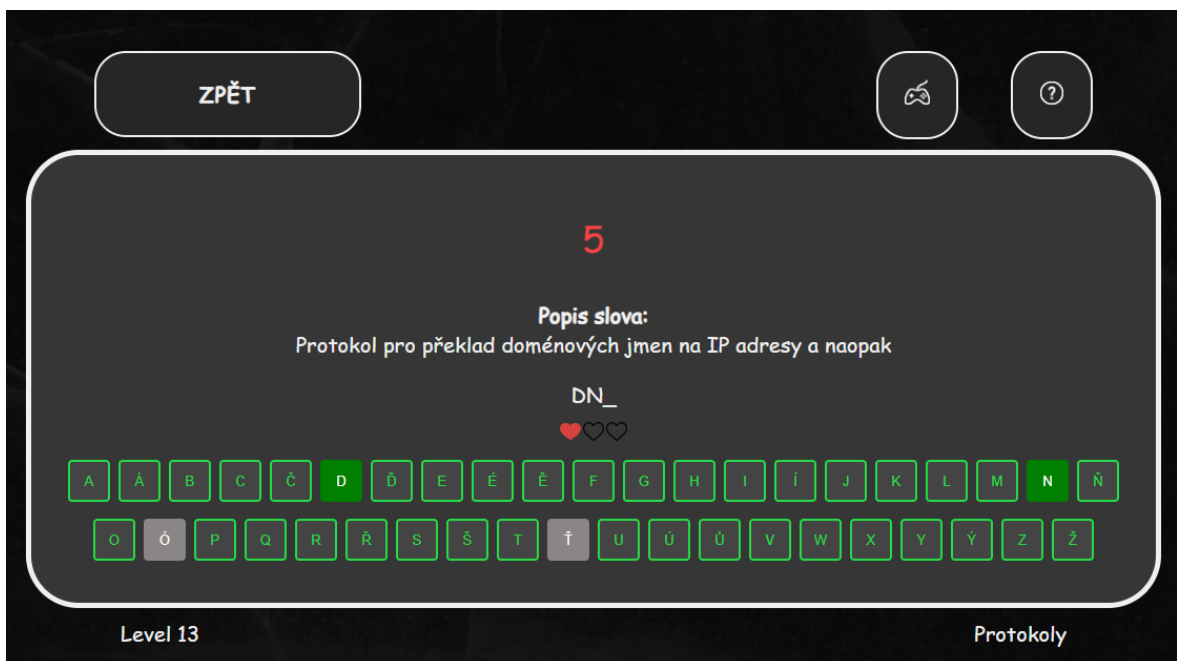 ZPĚT
?
5
Popis slova:
Protokol pro překlad doménových jmen na IP adresy a naopak
DN_
A Á B C Č D Ď E É Ě F G H I Í J K L M N Ň
O Ó P Q R Ř S Š T Ť U Ú Ů V W X Y Ý Z Ž
Level 13
Protokoly